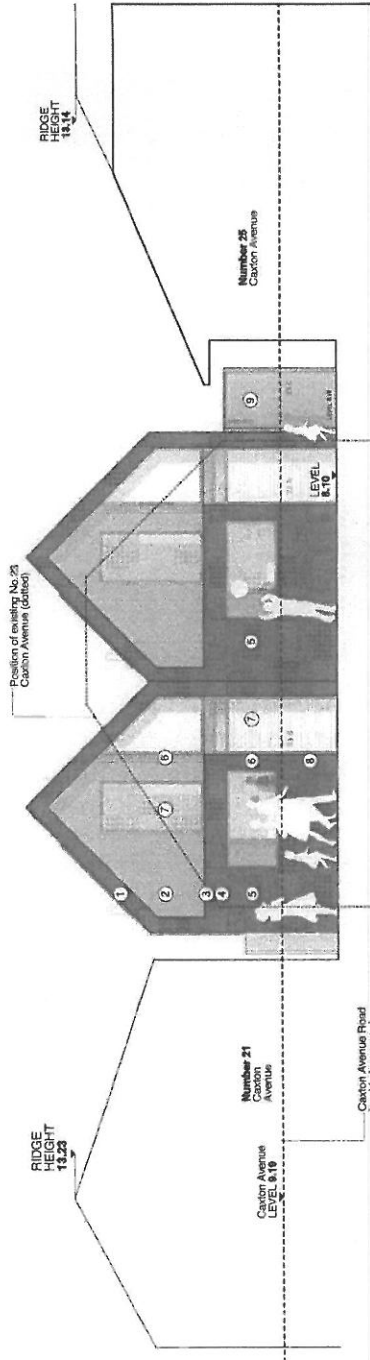 Position of existing No.23
Caxton Avenue (dotted)
RIDGE
HEIGHT
13.23
RIDGE
HEIGHT
13.14
Number 21
Caxton
Avenue
Number 25
Caxton Avenue
Caxton Avenue
LEVEL 9.19
LEVEL
8.10
Caxton Avenue Road
1
2
7
6
3
4
5
6
7
8
5
9